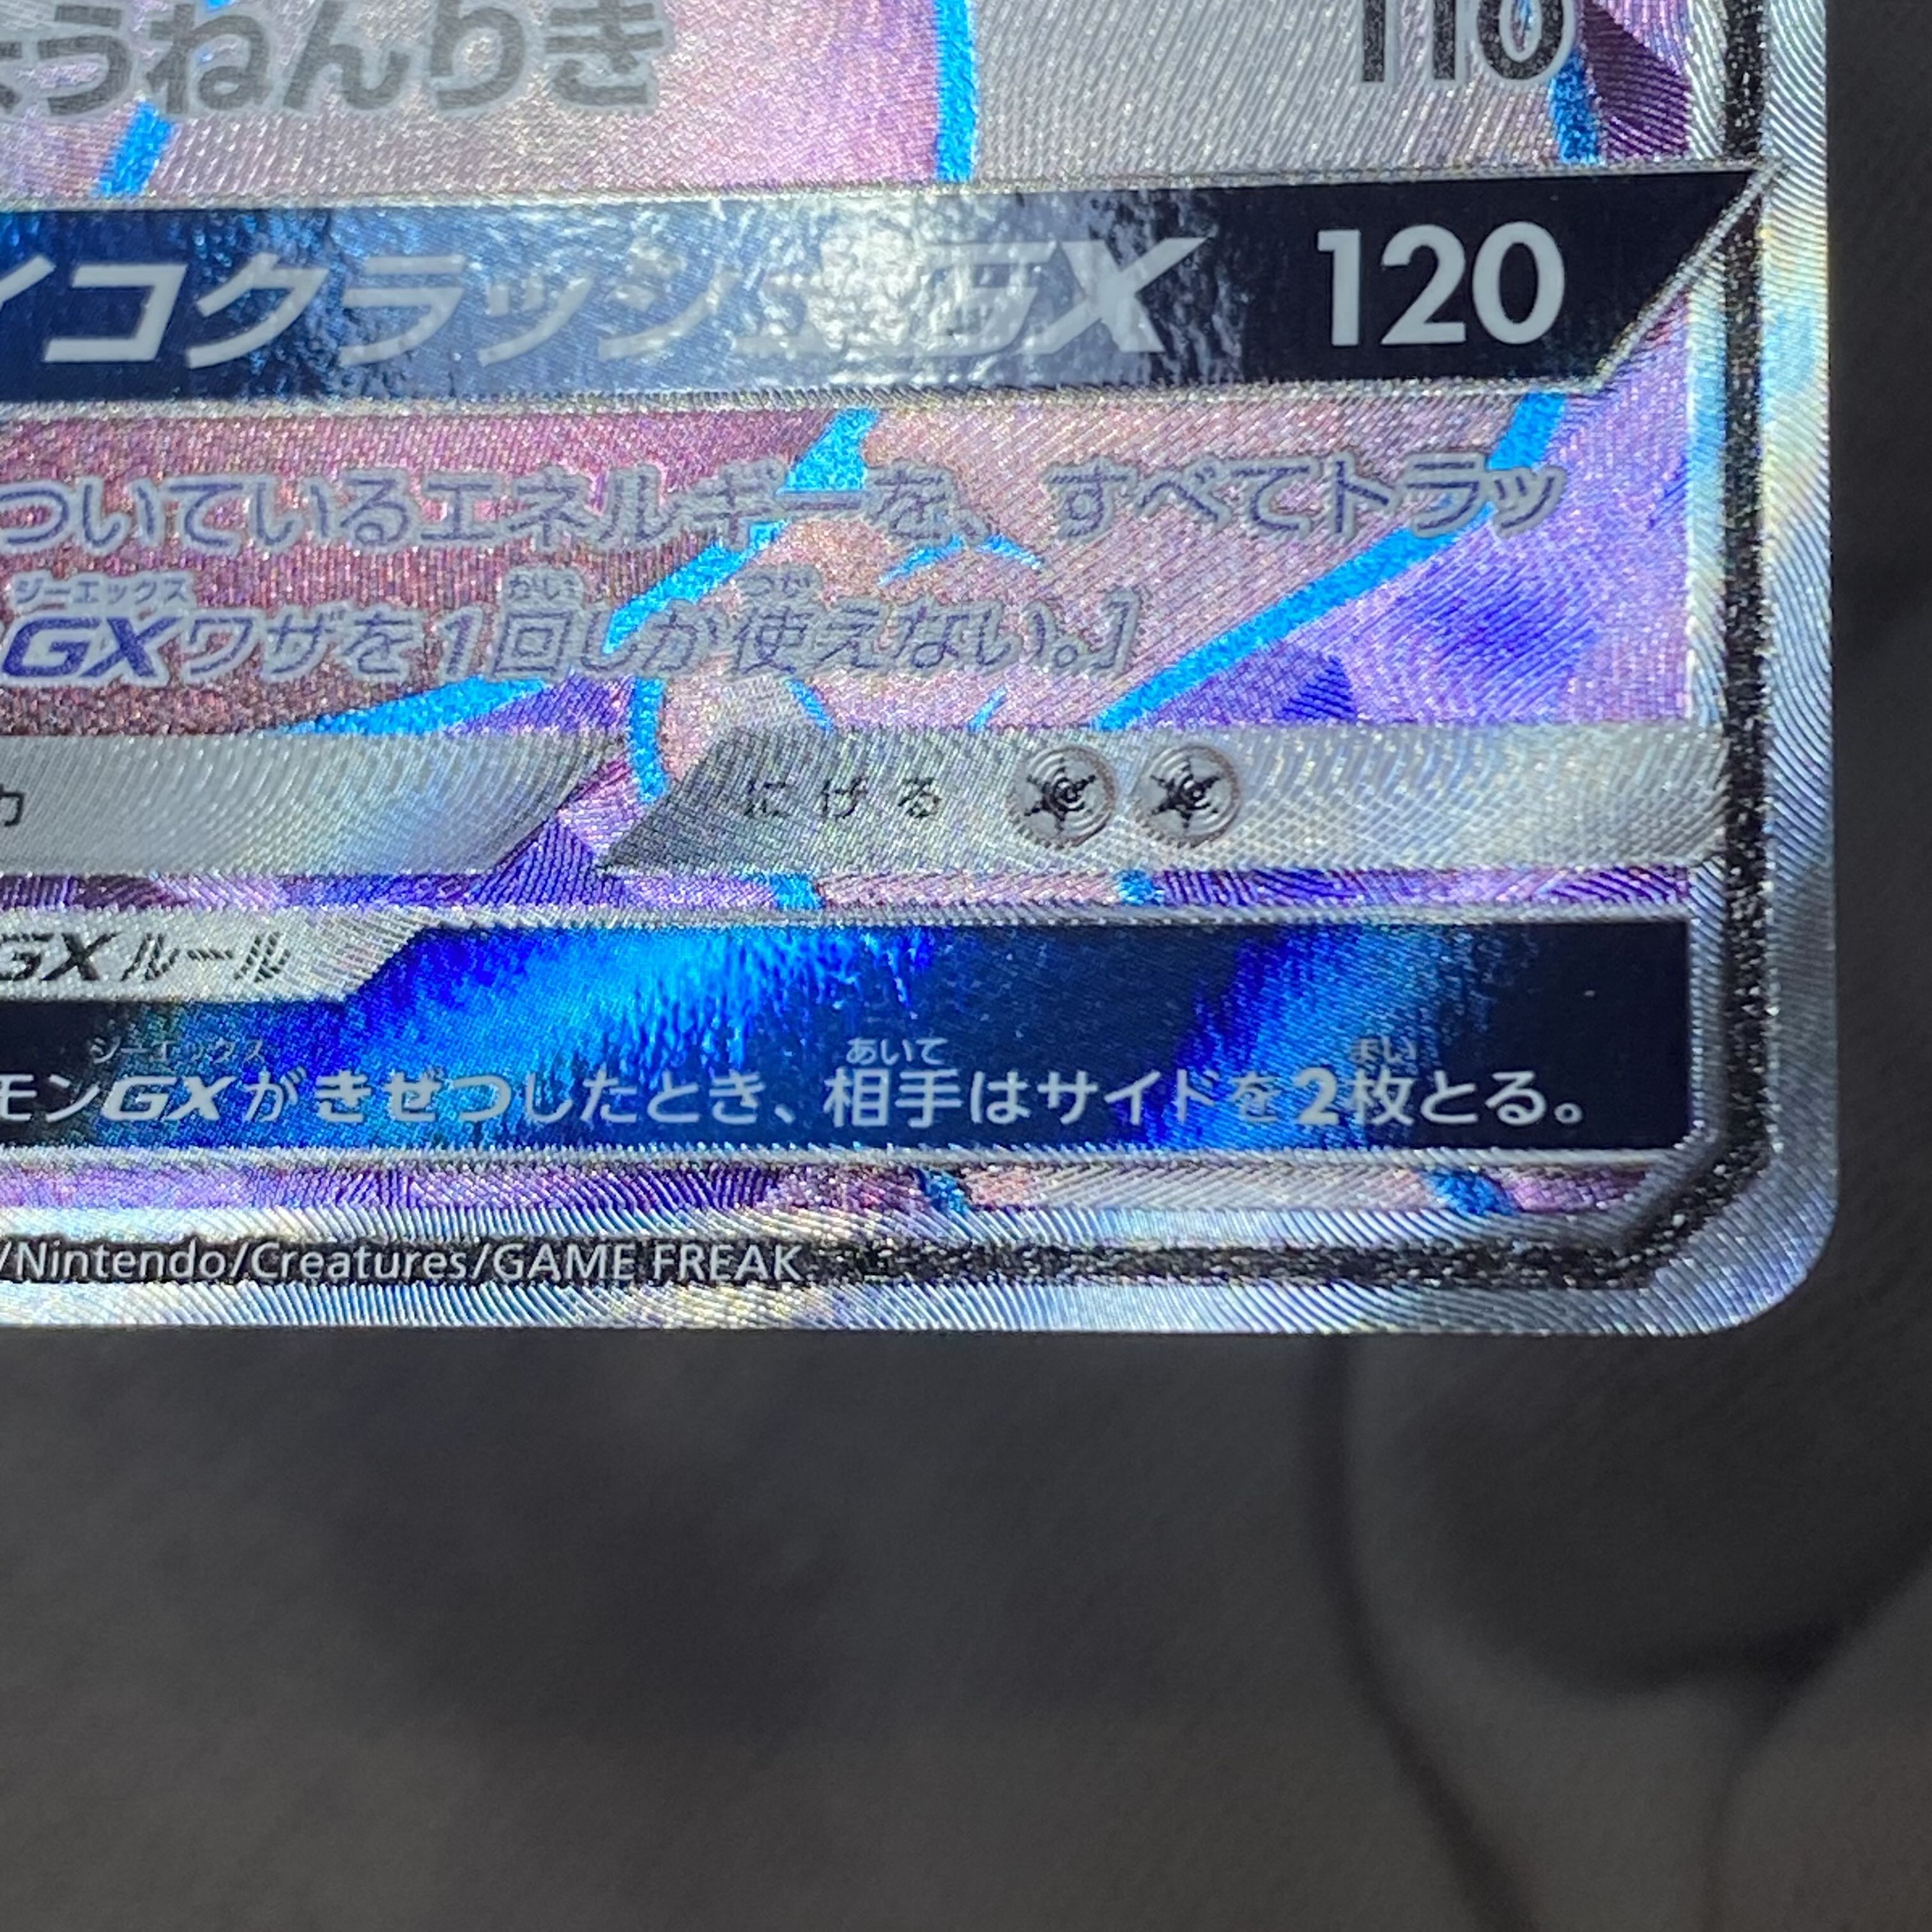 うねんりき 110
イコクラッシュGX 120
ついているエネルギーを、すべてトラッ
ジーエックス かい つか
GXワザを1回しか使えない。]
力 にげる
GXルール
ジーエックス あいて まい
モンGXがきぜつしたとき、相手はサイドを2枚とる。
/Nintendo/Creatures/GAME FREAK